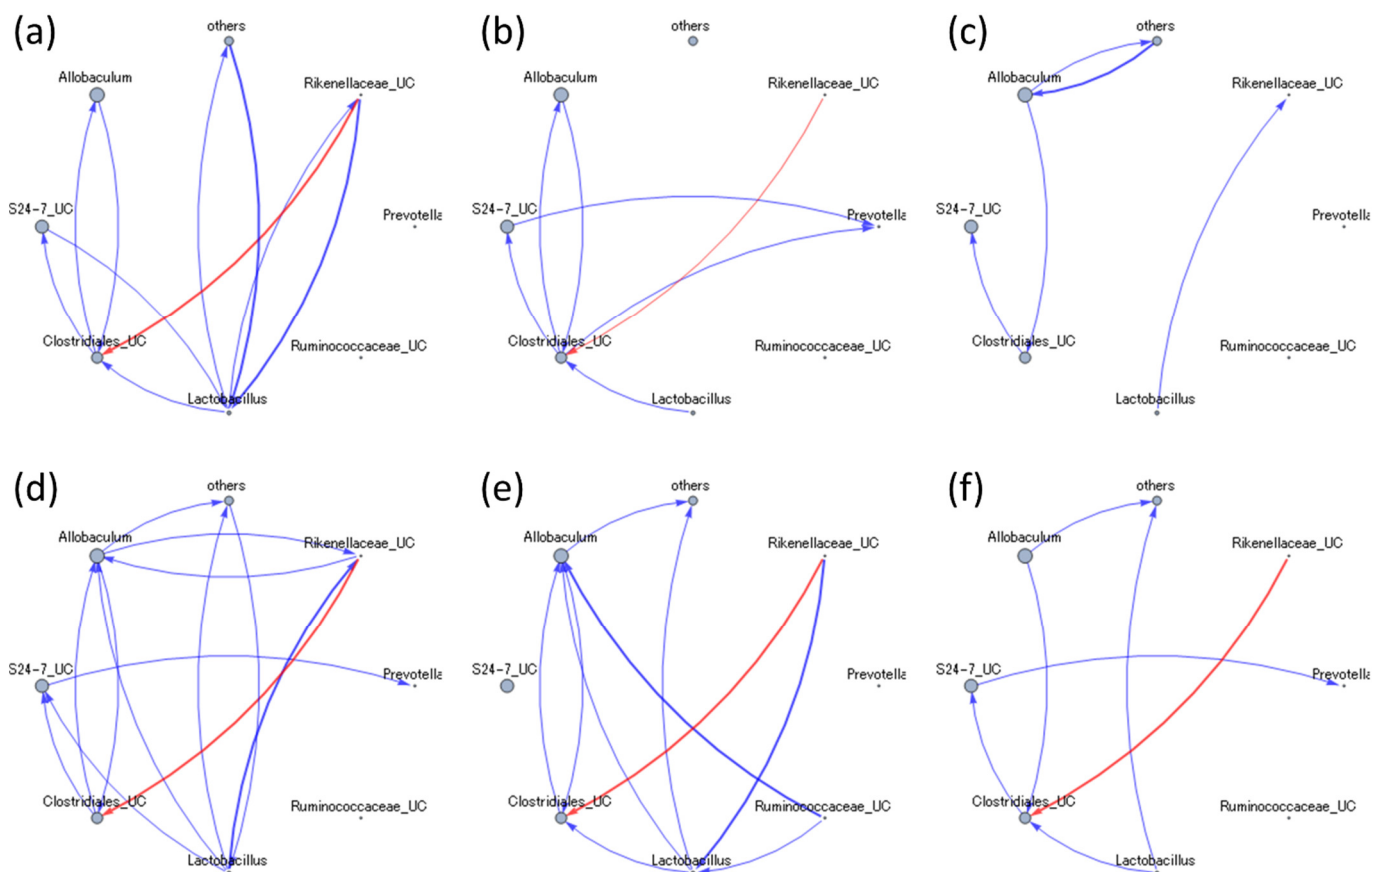 (a)
others
Allobaculum
Rikenellaceae_UC
S24-7_UC
Prevotella
Clostridiales_UC
Ruminococcaceae_UC
Lactobacillus
(b)
others
Allobaculum
Rikenellaceae_UC
S24-7_UC
Prevotella
Clostridiales_UC
Ruminococcaceae_UC
Lactobacillus
(c)
others
Allobaculum
Rikenellaceae_UC
S24-7_UC
Prevotella
Clostridiales_UC
Ruminococcaceae_UC
Lactobacillus
(d)
others
Allobaculum
Rikenellaceae_UC
S24-7_UC
Prevotella
Clostridiales_UC
Ruminococcaceae_UC
Lactobacillus
(e)
others
Allobaculum
Rikenellaceae_UC
S24-7_UC
Prevotella
Clostridiales_UC
Ruminococcaceae_UC
Lactobacillus
(f)
others
Allobaculum
Rikenellaceae_UC
S24-7_UC
Prevotella
Clostridiales_UC
Ruminococcaceae_UC
Lactobacillus